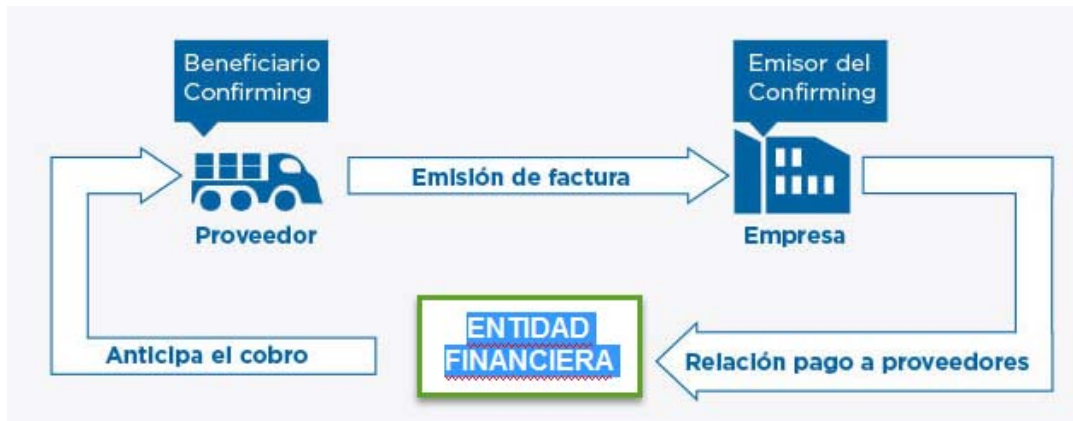 Beneficiario
Confirming
Emisor del
Confirming
Emisión de factura
Proveedor
Empresa
ENTIDAD
FINANCIERA
Anticipa el cobro
Relación pago a proveedores